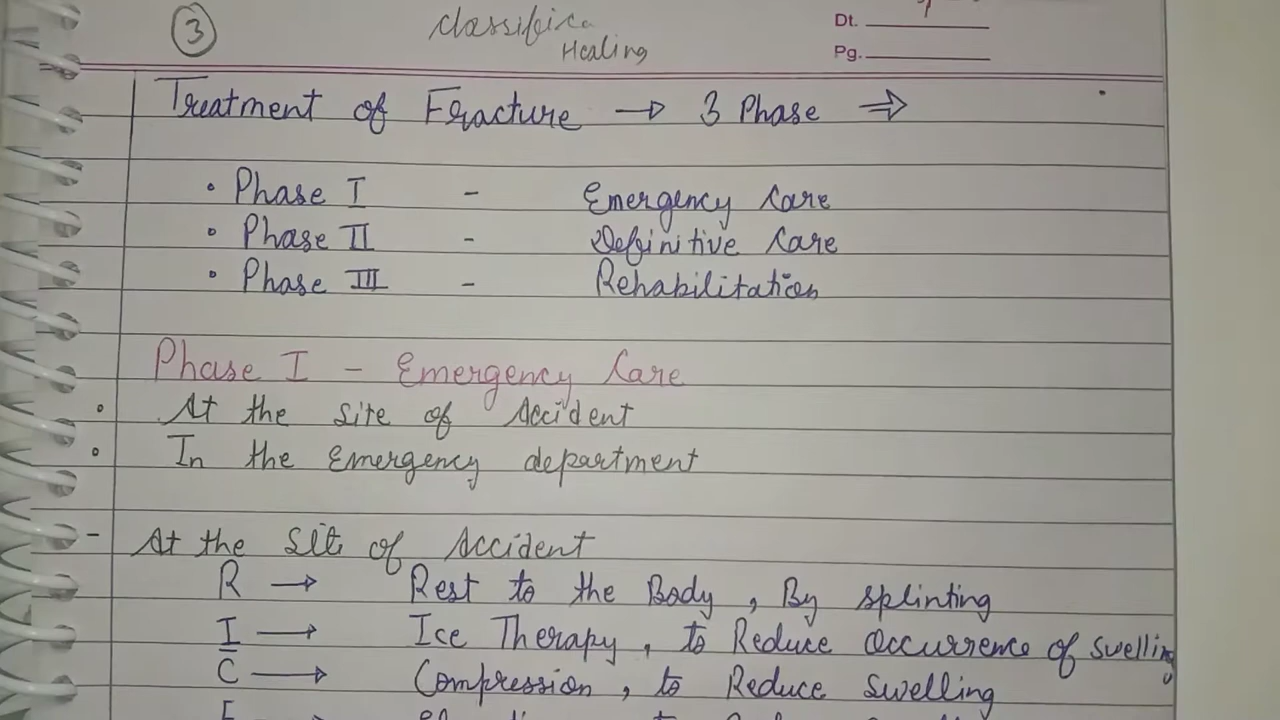 3
Classifica
Healing
Dt.
Pg.
Treatment of Fracture → 3 Phase ⇒
• Phase I - Emergency Care
• Phase II - Definitive Care
• Phase III - Rehabilitation
Phase I - Emergency Care
• At the site of Accident
• In the Emergency department
- At the site of Accident
R → Rest to the Body, By splinting
I → Ice Therapy, to Reduce Occurrence of swelling
C → Compression, to Reduce Swelling